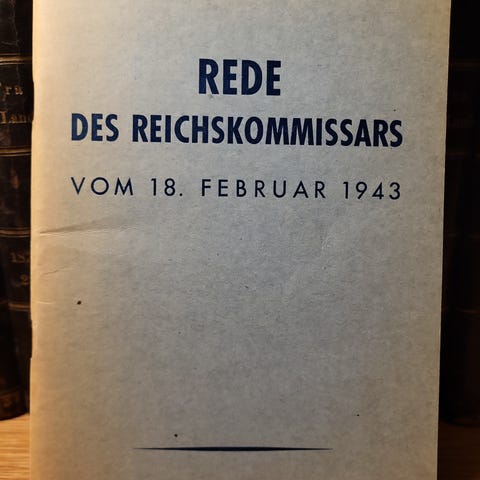 REDE
DES REICHSKOMMISSARS
VOM 18. FEBRUAR 1943